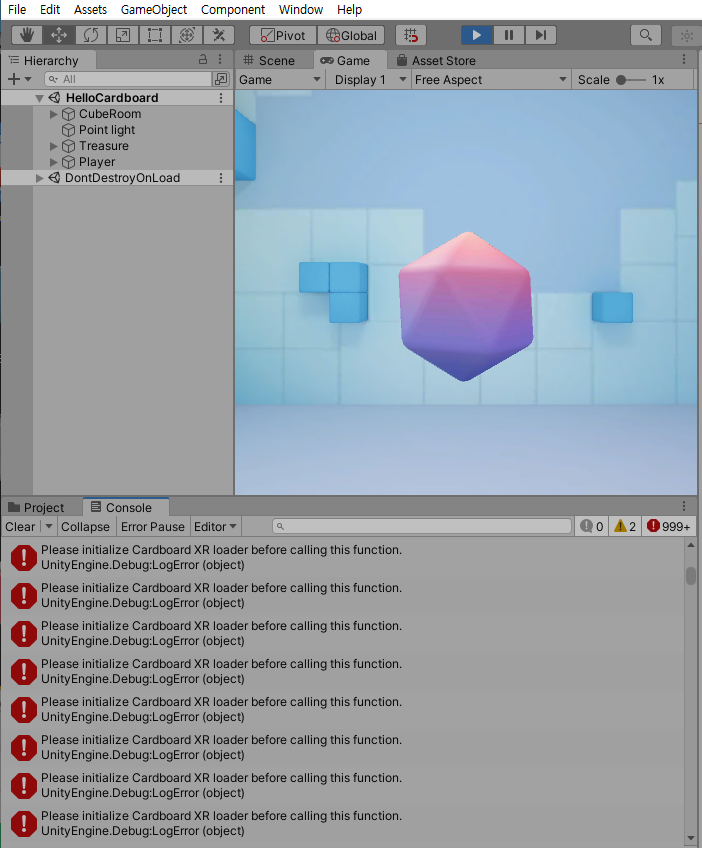 File Edit Assets GameObject Component Window Help
Pivot Global
Hierarchy
All
HelloCardboard
CubeRoom
Point light
Treasure
Player
DontDestroyOnLoad
Scene Game Asset Store
Game Display 1 Free Aspect Scale 1x
Project Console
Clear Collapse Error Pause Editor 0 2 999+
Please initialize Cardboard XR loader before calling this function.
UnityEngine.Debug:LogError (object)
Please initialize Cardboard XR loader before calling this function.
UnityEngine.Debug:LogError (object)
Please initialize Cardboard XR loader before calling this function.
UnityEngine.Debug:LogError (object)
Please initialize Cardboard XR loader before calling this function.
UnityEngine.Debug:LogError (object)
Please initialize Cardboard XR loader before calling this function.
UnityEngine.Debug:LogError (object)
Please initialize Cardboard XR loader before calling this function.
UnityEngine.Debug:LogError (object)
Please initialize Cardboard XR loader before calling this function.
UnityEngine.Debug:LogError (object)
Please initialize Cardboard XR loader before calling this function.
UnityEngine.Debug:LogError (object)